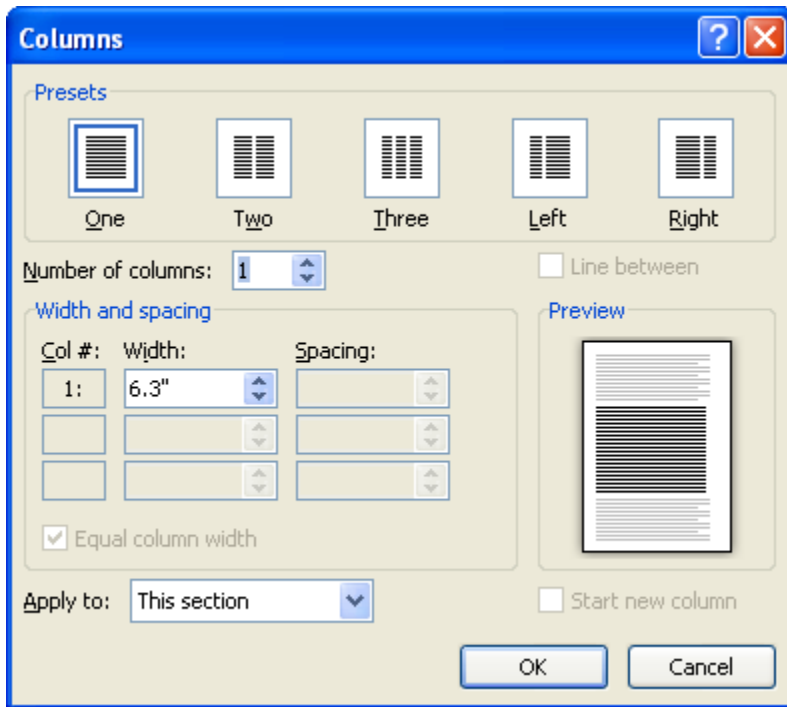 Columns
Presets
One Two Three Left Right
Number of columns: 1 Line between
Width and spacing Preview
Col #: Width: Spacing:
1: 6.3"
Equal column width
Apply to: This section Start new column
OK Cancel